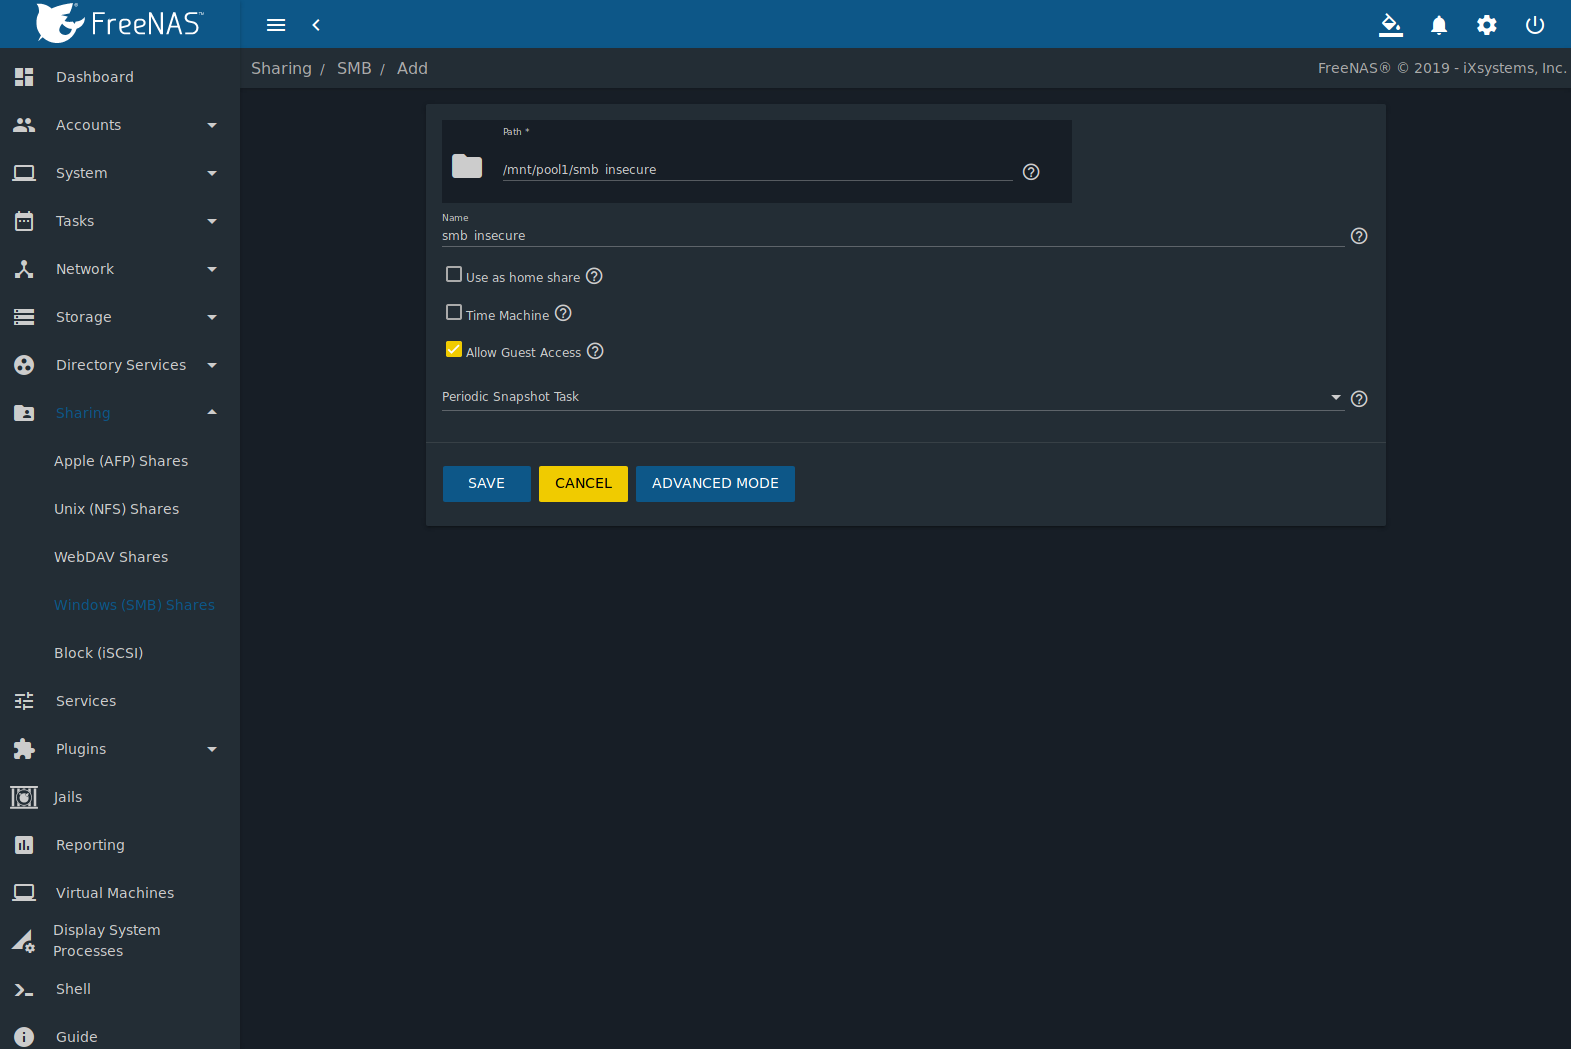 FreeNAS™
Sharing / SMB / Add
FreeNAS® © 2019 - iXsystems, Inc.
Dashboard
Accounts
System
Tasks
Network
Storage
Directory Services
Sharing
Apple (AFP) Shares
Unix (NFS) Shares
WebDAV Shares
Windows (SMB) Shares
Block (iSCSI)
Services
Plugins
Jails
Reporting
Virtual Machines
Display System
Processes
Shell
Guide
Path *
/mnt/pool1/smb_insecure
Name
smb_insecure
Use as home share
Time Machine
Allow Guest Access
Periodic Snapshot Task
SAVE
CANCEL
ADVANCED MODE